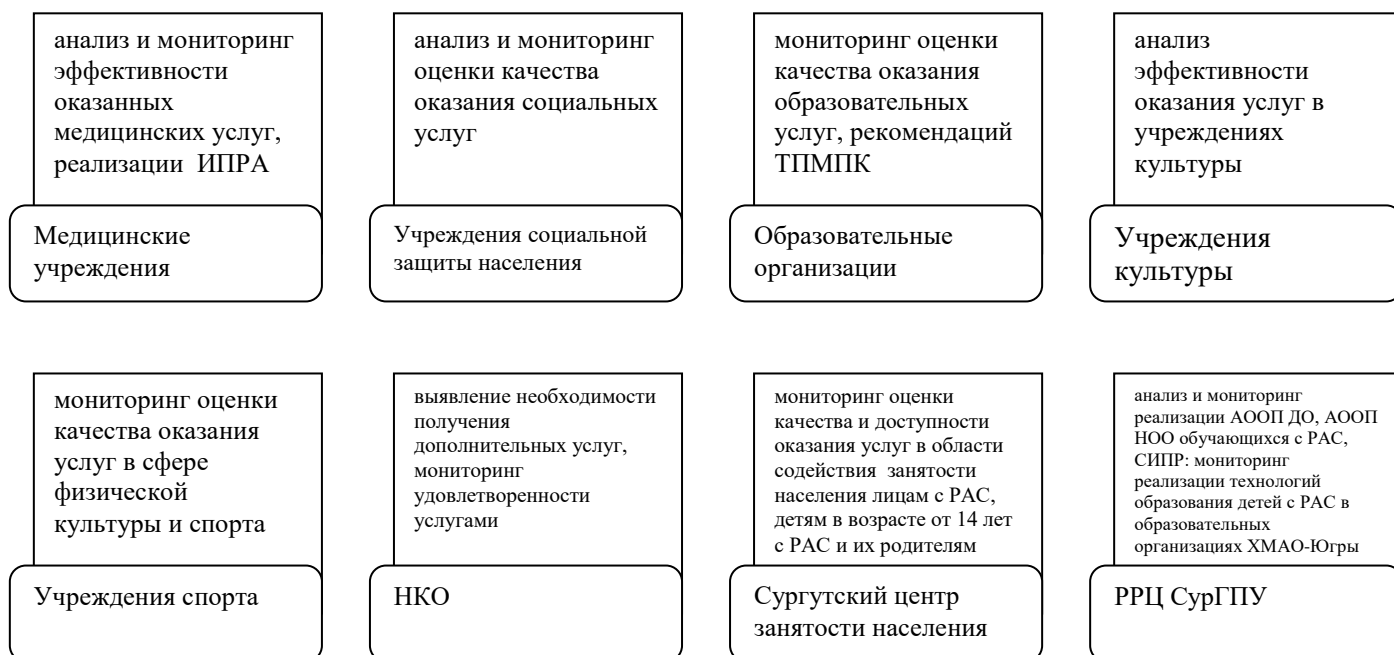 анализ и мониторинг
эффективности
оказанных
медицинских услуг,
реализации ИПРА
Медицинские
учреждения
анализ и мониторинг
оценки качества
оказания социальных
услуг
Учреждения социальной
защиты населения
мониторинг оценки
качества оказания
образовательных
услуг, рекомендаций
ТПМПК
Образовательные
организации
анализ
эффективности
оказания услуг в
учреждениях
культуры
Учреждения
культуры
мониторинг оценки
качества оказания
услуг в сфере
физической
культуры и спорта
Учреждения спорта
выявление необходимости
получения
дополнительных услуг,
мониторинг
удовлетворенности
услугами
НКО
мониторинг оценки
качества и доступности
оказания услуг в области
содействия занятости
населения лицам с РАС,
детям в возрасте от 14 лет
с РАС и их родителям
Сургутский центр
занятости населения
анализ и мониторинг
реализации АООП ДО, АООП
НОО обучающихся с РАС,
СИПР: мониторинг
реализации технологий
образования детей с РАС в
образовательных
организациях ХМАО-Югры
РРЦ СурГПУ